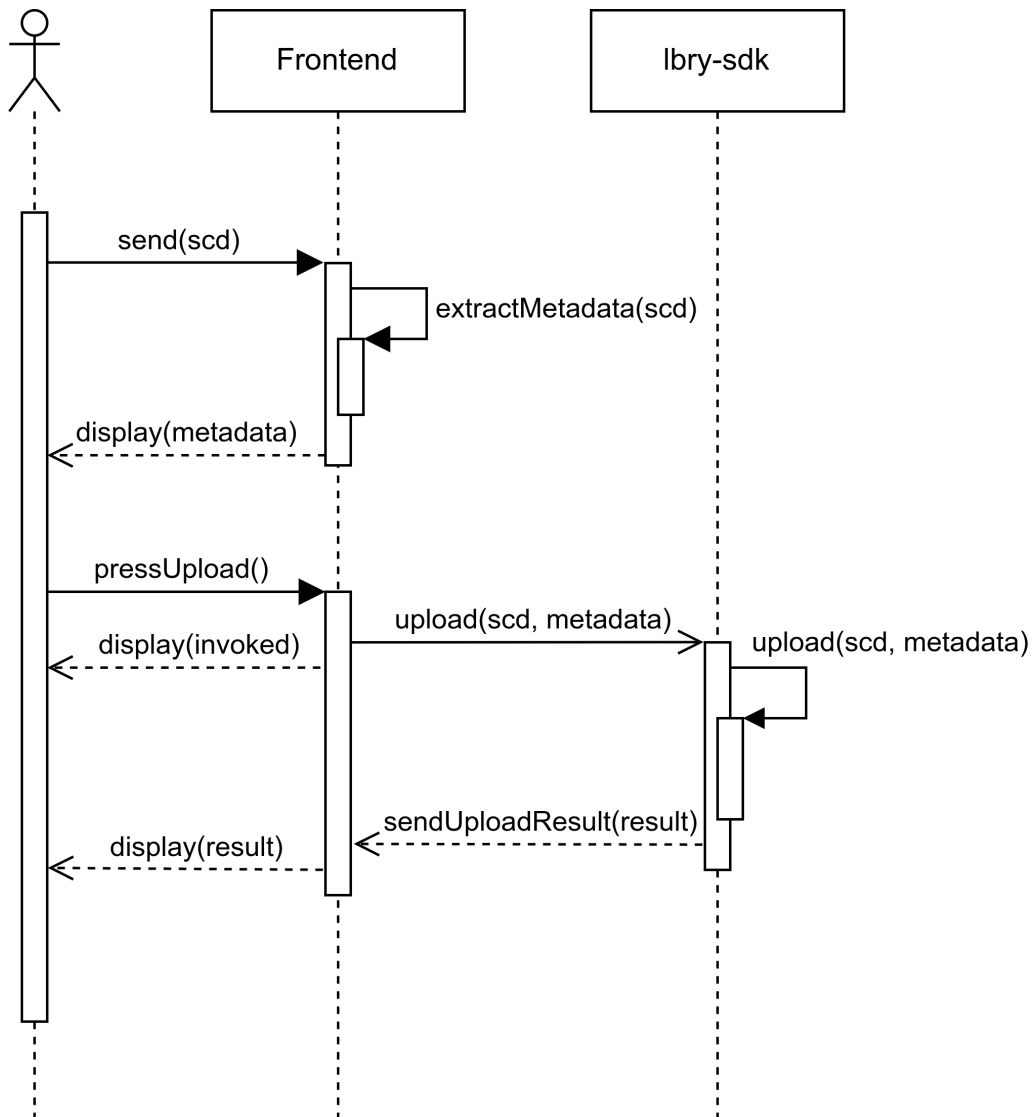 Frontend
lbry-sdk
send(scd)
extractMetadata(scd)
display(metadata)
pressUpload()
upload(scd, metadata)
display(invoked)
upload(scd, metadata)
sendUploadResult(result)
display(result)